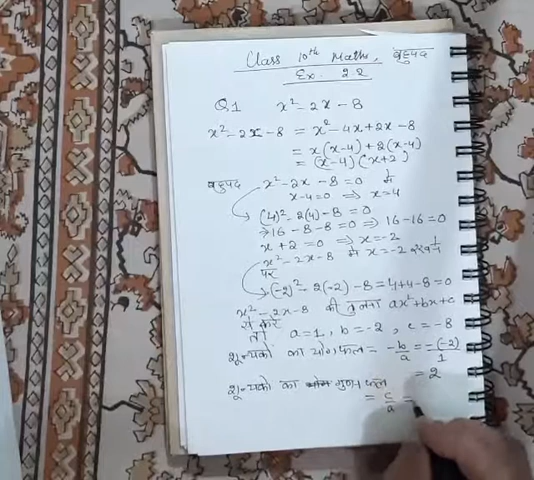 Class 10th Math, बहुपद
Ex. 2.2
Q1 x² - 2x - 8
x² - 2x - 8 = x² - 4x + 2x - 8
= x(x-4) + 2(x-4)
= (x-4) (x+2)
बहुपद x² - 2x - 8 = 0 में
x-4=0 ⇒ x=4
(4)² - 2(4) - 8 = 0
⇒ 16 - 8 - 8 = 0 ⇒ 16 - 16 = 0
x + 2 = 0 ⇒ x = -2
x² - 2x - 8 में x = -2 रखने
पर
(-2)² - 2(-2) - 8 = 4+4-8 = 0
x² - 2x - 8 की तुलना ax²+bx+c
से करने
a=1, b=-2, c=-8
शून्यकों का योगफल = -b/a = -(-2)/1
= 2
शून्यकों का गुणनफल
= c/a =